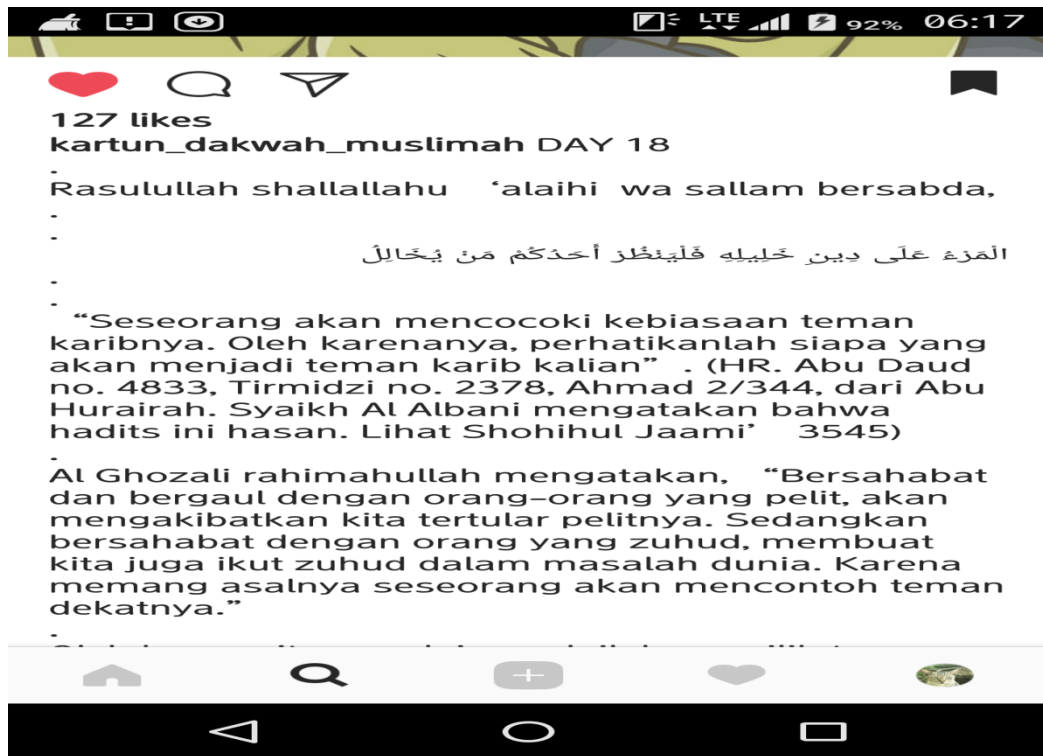 LTE 92% 06:17
127 likes
kartun_dakwah_muslimah DAY 18
.
Rasulullah shallallahu ‘alaihi wa sallam bersabda,
.
.
الْمَرْءُ عَلَى دِينِ خَلِيلِهِ فَلْيَنْظُرْ أَحَدُكُمْ مَنْ يُخَالِلُ
.
.
“Seseorang akan mencocoki kebiasaan teman
karibnya. Oleh karenanya, perhatikanlah siapa yang
akan menjadi teman karib kalian” . (HR. Abu Daud
no. 4833, Tirmidzi no. 2378, Ahmad 2/344, dari Abu
Hurairah. Syaikh Al Albani mengatakan bahwa
hadits ini hasan. Lihat Shohihul Jaami’ 3545)
.
Al Ghozali rahimahullah mengatakan, “Bersahabat
dan bergaul dengan orang–orang yang pelit, akan
mengakibatkan kita tertular pelitnya. Sedangkan
bersahabat dengan orang yang zuhud, membuat
kita juga ikut zuhud dalam masalah dunia. Karena
memang asalnya seseorang akan mencontoh teman
dekatnya.”
.